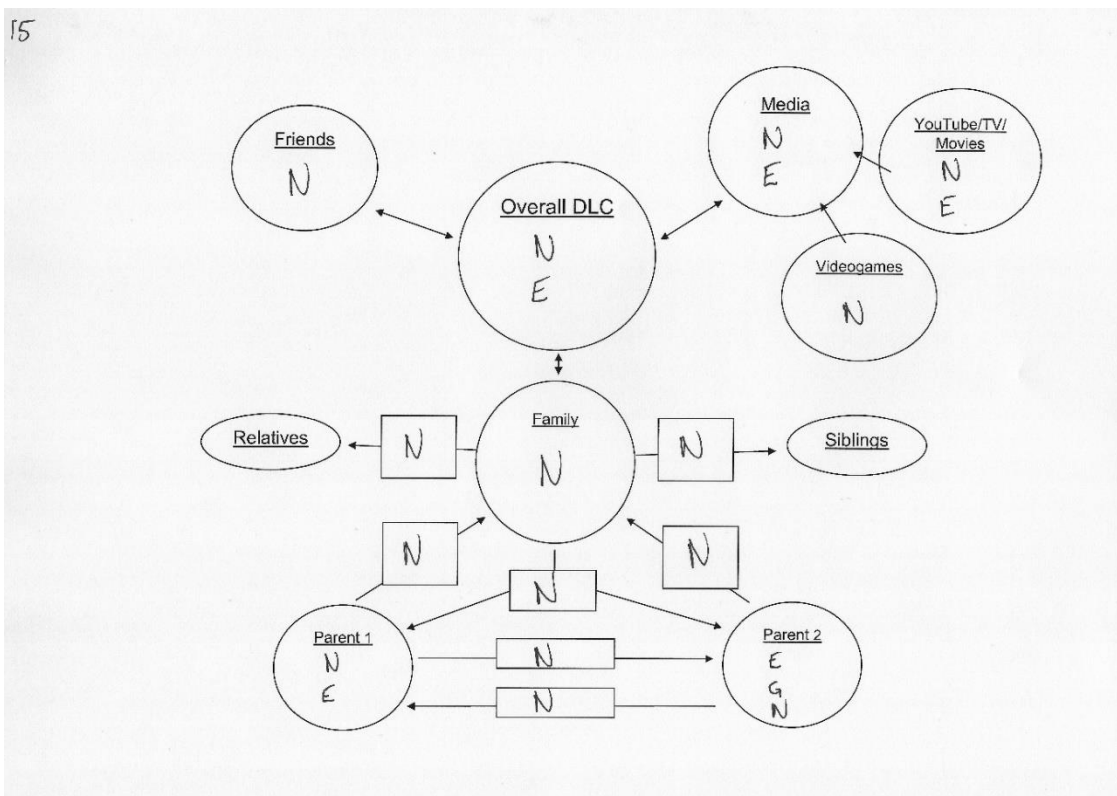 15
Friends
N
Overall DLC
N
E
Media
N
E
YouTube/TV/
Movies
N
E
Videogames
N
Relatives
N
Family
N
N
Siblings
N
N
N
Parent 1
N
E
N
N
Parent 2
E
G
N